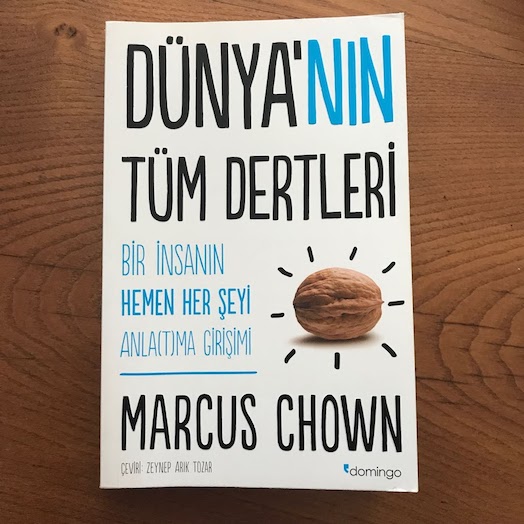 DÜNYA'NIN
TÜM DERTLERİ
BİR İNSANIN
HEMEN HER ŞEYİ
ANLA(T)MA GİRİŞİMİ
MARCUS CHOWN
ÇEVİRİ: ZEYNEP ARIK TOZAR
domingo